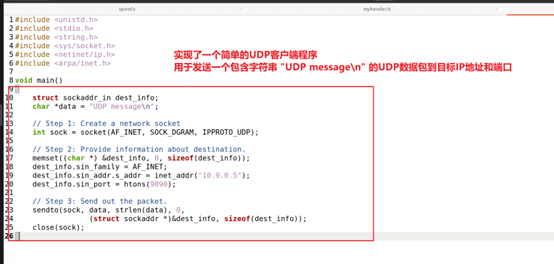 spoofc
myheader.h
1 #include <unistd.h>
2 #include <stdio.h>
3 #include <string.h>
4 #include <sys/socket.h>
5 #include <netinet/ip.h>
6 #include <arpa/inet.h>
7
8 void main()
9 {
10 struct sockaddr_in dest_info;
11 char *data = "UDP message\n";
12
13 // Step 1: Create a network socket
14 int sock = socket(AF_INET, SOCK_DGRAM, IPPROTO_UDP);
15
16 // Step 2: Provide information about destination.
17 memset((char *) &dest_info, 0, sizeof(dest_info));
18 dest_info.sin_family = AF_INET;
19 dest_info.sin_addr.s_addr = inet_addr("10.9.0.5");
20 dest_info.sin_port = htons(9090);
21
22 // Step 3: Send out the packet.
23 sendto(sock, data, strlen(data), 0,
24 (struct sockaddr *)&dest_info, sizeof(dest_info));
25 close(sock);
26 }
实现了一个简单的UDP客户端程序
用于发送一个包含字符串 "UDP message\n" 的UDP数据包到目标IP地址和端口